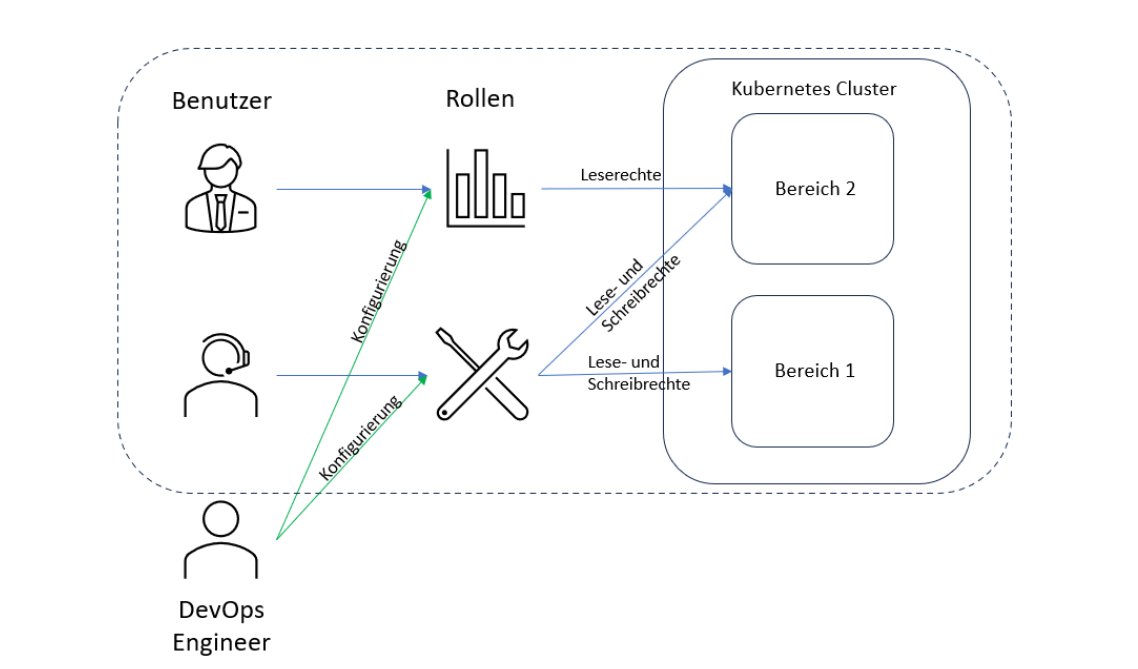 Kubernetes Cluster
Benutzer
Rollen
Leserechte
Bereich 2
Konfigurierung
Lese- und
Schreibrechte
Lese- und
Schreibrechte
Bereich 1
Konfigurierung
DevOps
Engineer